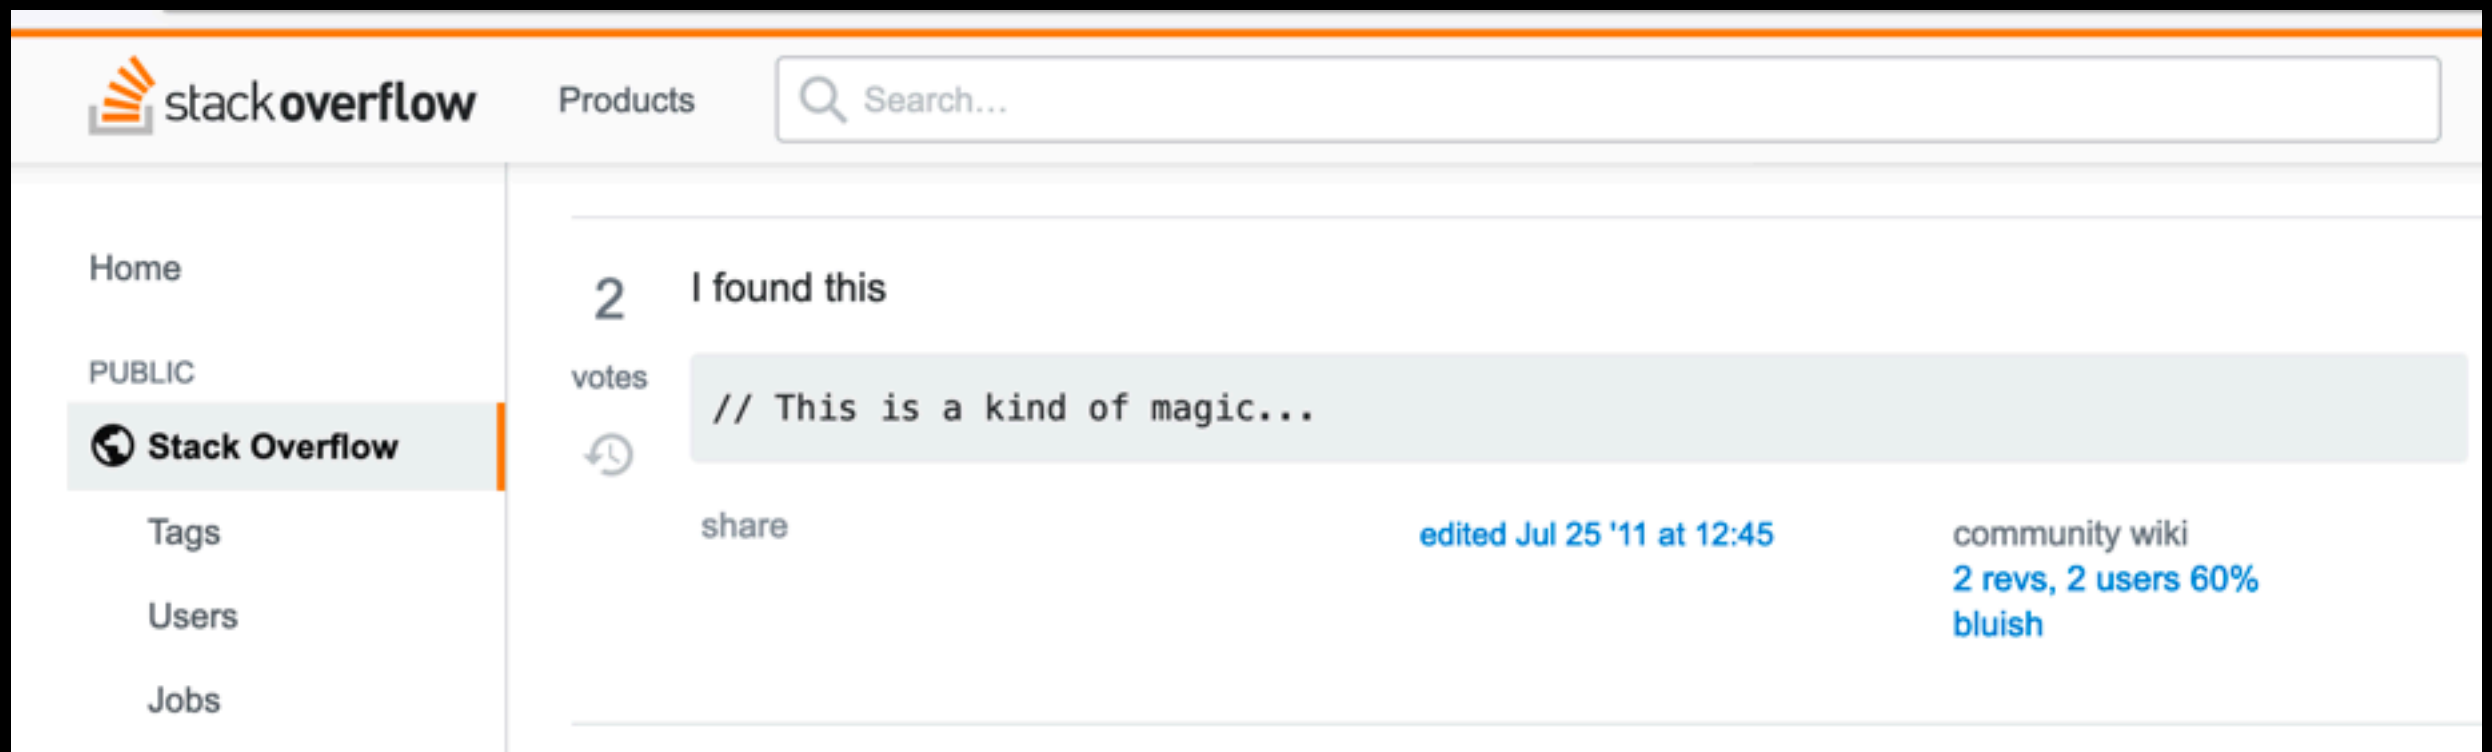 stackoverflow Products Search...
Home
PUBLIC
Stack Overflow
Tags
Users
Jobs
2
votes
I found this
// This is a kind of magic...
share
edited Jul 25 '11 at 12:45
community wiki
2 revs, 2 users 60%
bluish